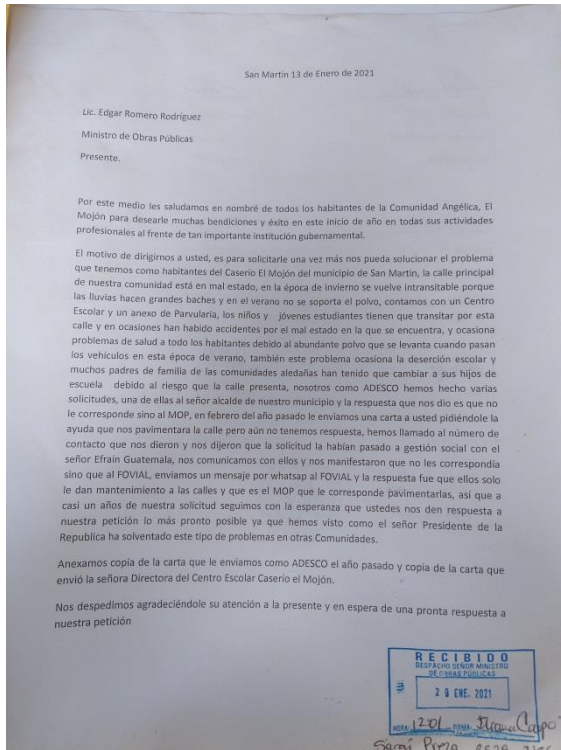 San Martin 13 de Enero de 2021
Lic. Edgar Romero Rodríguez
Ministro de Obras Públicas
Presente.
Por este medio les saludamos en nombré de todos los habitantes de la Comunidad Angélica, El
Mojón para desearle muchas bendiciones y éxito en este inicio de año en todas sus actividades
profesionales al frente de tan importante institución gubernamental.
El motivo de dirigirnos a usted, es para solicitarle una vez más nos pueda solucionar el problema
que tenemos como habitantes del Caserio El Mojón del municipio de San Martin, la calle principal
de nuestra comunidad está en mal estado, en la época de invierno se vuelve intransitable porque
las lluvias hacen grandes baches y en el verano no se soporta el polvo, contamos con un Centro
Escolar y un anexo de Parvularía, los niños y jóvenes estudiantes tienen que transitar por esta
calle y en ocasiones han habido accidentes por el mal estado en la que se encuentra, y ocasiona
problemas de salud a todo los habitantes debido al abundante polvo que se levanta cuando pasan
los vehículos en esta época de verano, también este problema ocasiona la deserción escolar y
muchos padres de familia de las comunidades aledañas han tenido que cambiar a sus hijos de
escuela debido al riesgo que la calle presenta, nosotros como ADESCO hemos hecho varias
solicitudes, una de ellas al señor alcalde de nuestro municipio y la respuesta que nos dio es que no
le corresponde sino al MOP, en febrero del año pasado le enviamos una carta a usted pidiéndole la
ayuda que nos pavimentara la calle pero aún no tenemos respuesta, hemos llamado al número de
contacto que nos dieron y nos dijeron que la solicitud la habían pasado a gestión social con el
señor Efraín Guatemala, nos comunicamos con ellos y nos manifestaron que no les correspondía
sino que al FOVIAL, enviamos un mensaje por whatsap al FOVIAL y la respuesta fue que ellos solo
le dan mantenimiento a las calles y que es el MOP que le corresponde pavimentarlas, así que a
casi un años de nuestra solicitud seguimos con la esperanza que ustedes nos den respuesta a
nuestra petición lo más pronto posible ya que hemos visto como el señor Presidente de la
Republica ha solventado este tipo de problemas en otras Comunidades.
Anexamos copia de la carta que le enviamos como ADESCO el año pasado y copia de la carta que
envió la señora Directora del Centro Escolar Caserio el Mojón.
Nos despedimos agradeciéndole su atención a la presente y en espera de una pronta respuesta a
nuestra petición
RECIBIDO
DESPACHO SEÑOR MINISTRO
DE OBRAS PÚBLICAS
20 ENE. 2021
HORA: 1201 FIRMA: